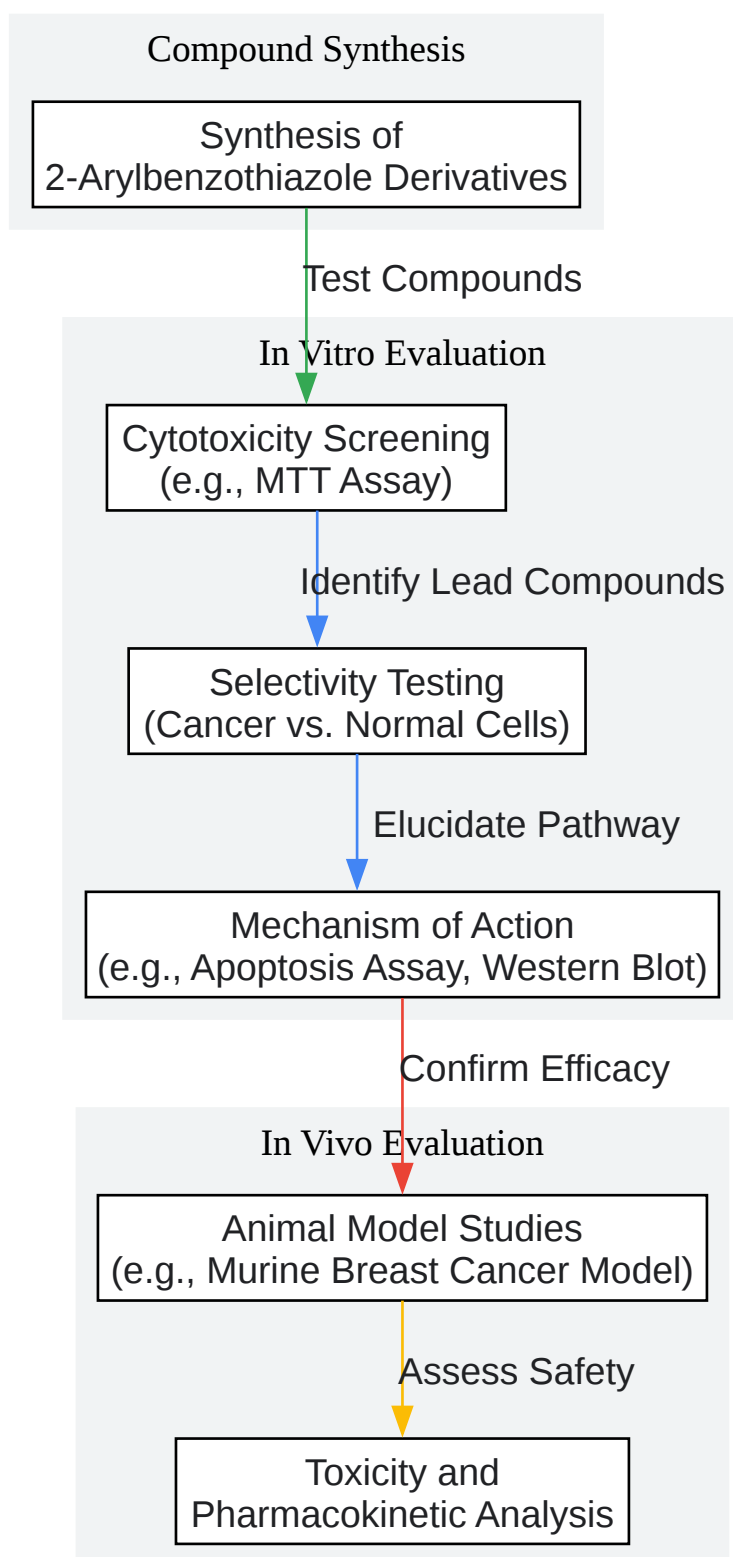 Compound Synthesis
Synthesis of
2-Arylbenzothiazole Derivatives
Test Compounds
In Vitro Evaluation
Cytotoxicity Screening
(e.g., MTT Assay)
Identify Lead Compounds
Selectivity Testing
(Cancer vs. Normal Cells)
Elucidate Pathway
Mechanism of Action
(e.g., Apoptosis Assay, Western Blot)
Confirm Efficacy
In Vivo Evaluation
Animal Model Studies
(e.g., Murine Breast Cancer Model)
Assess Safety
Toxicity and
Pharmacokinetic Analysis